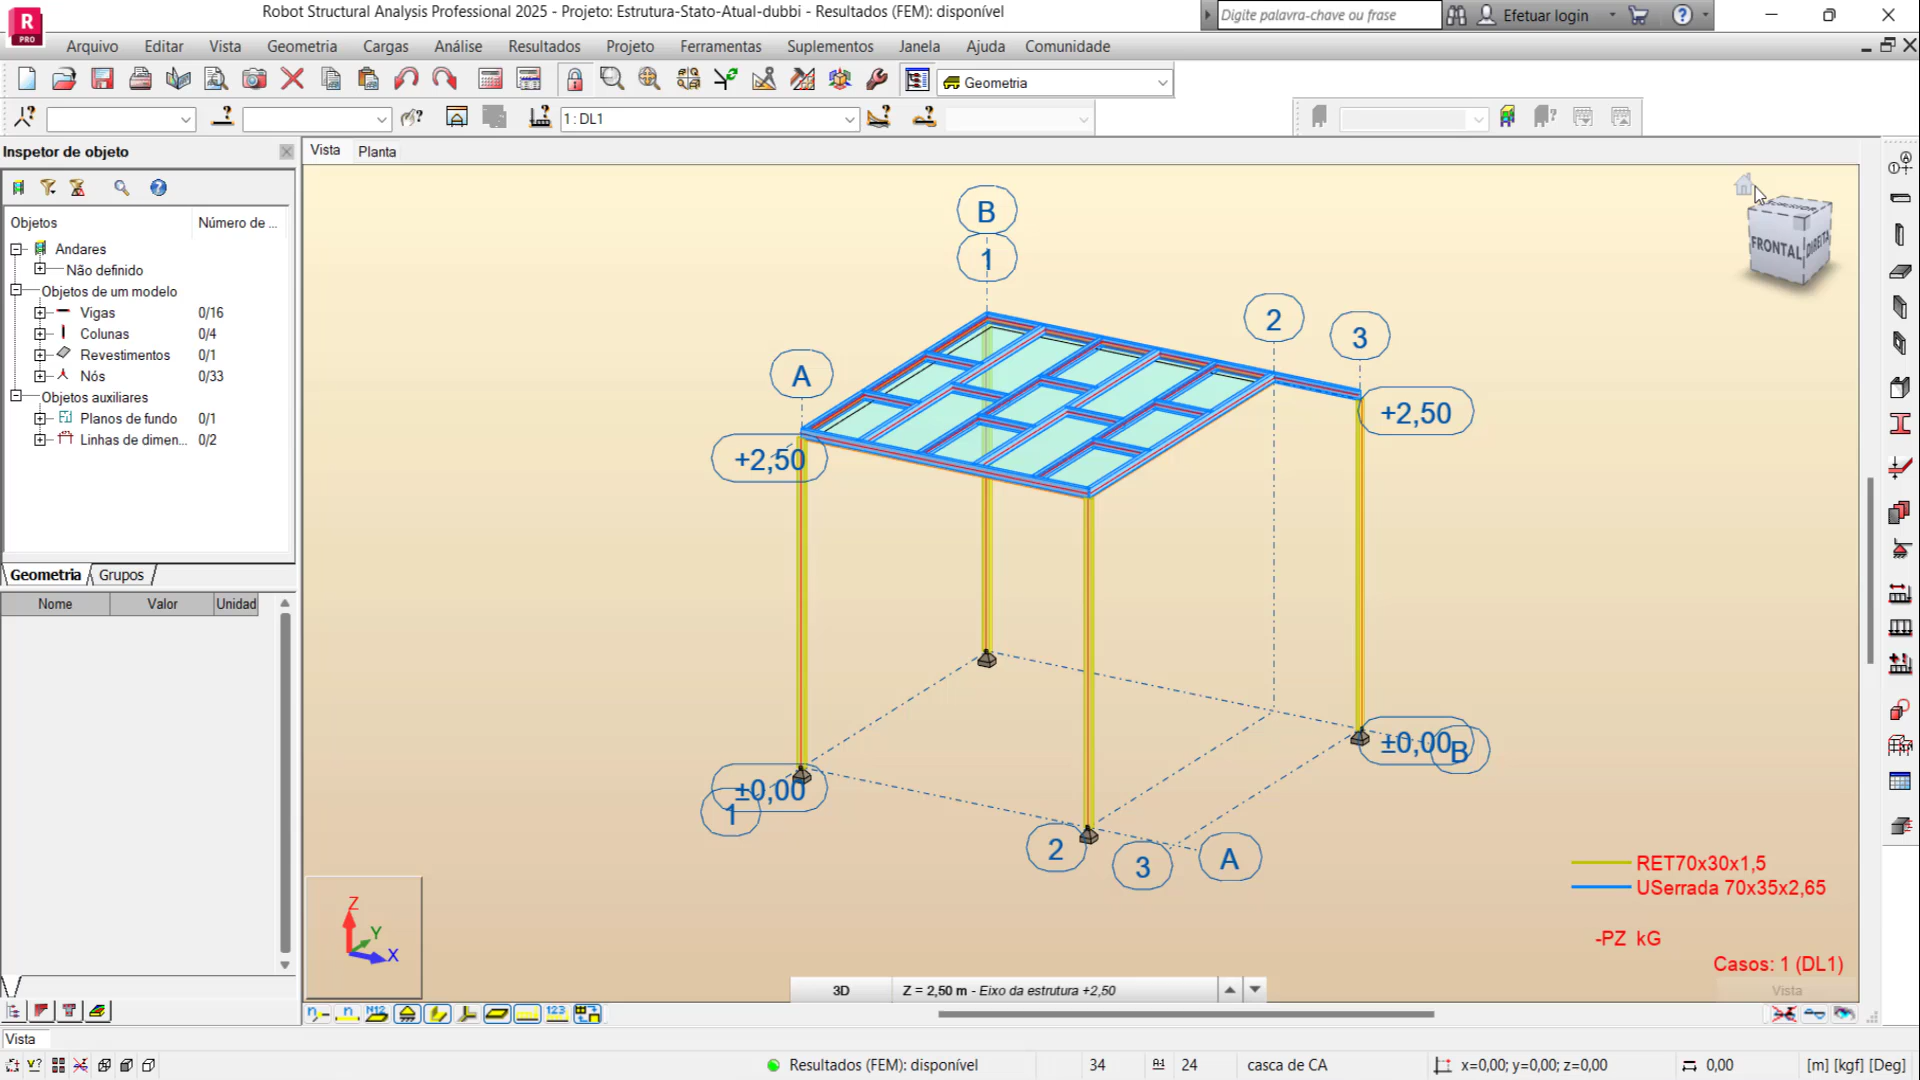 Robot Structural Analysis Professional 2025 - Projeto: Estrutura-Stato-Atual-dubbi - Resultados (FEM): disponível
Digite palavra-chave ou frase
Efetuar login
R
PRO
Arquivo Editar Vista Geometria Cargas Análise Resultados Projeto Ferramentas Suplementos Janela Ajuda Comunidade
Geometria
1 : DL1
Inspetor de objeto
Vista Planta
Objetos Número de ...
Andares
Não definido
Objetos de um modelo
Vigas 0/16
Colunas 0/4
Revestimentos 0/1
Nós 0/33
Objetos auxiliares
Planos de fundo 0/1
Linhas de dimen... 0/2
Geometria Grupos
Nome Valor Unidad
SUPERIOR
FRONTAL
DIREITA
B
1
2
3
A
+2,50
+2,50
±0,00
B
±0,00
1
2
3
A
RET70x30x1,5
USerrada 70x35x2,65
-PZ kG
Casos: 1 (DL1)
Vista
Z
Y
X
3D Z = 2,50 m - Eixo da estrutura +2,50
Vista
Resultados (FEM): disponível
34
24
casca de CA
x=0,00; y=0,00; z=0,00
0,00
[m] [kgf] [Deg]